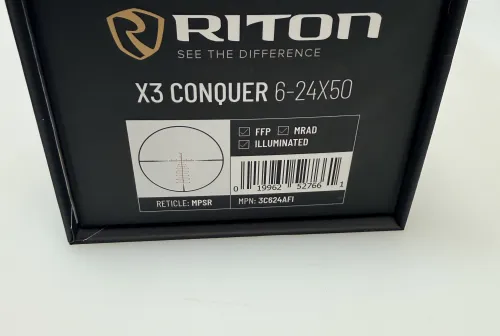 RITON
SEE THE DIFFERENCE
X3 CONQUER 6-24X50
FFP MRAD
ILLUMINATED
0 19962 52766 1
RETICLE: MPSR MPN: 3C624AFI